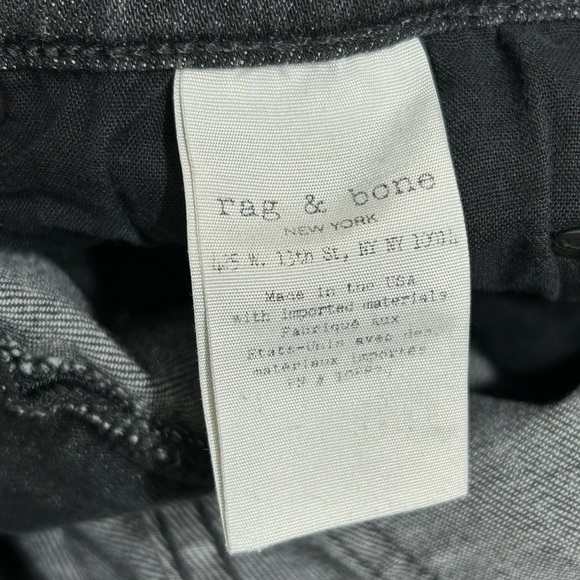 rag & bone
NEW YORK
425 W. 13th St, NY NY 10014
Made in the USA
with imported materials
Fabriqué aux
Etats-Unis avec des
matériaux importés
RN #